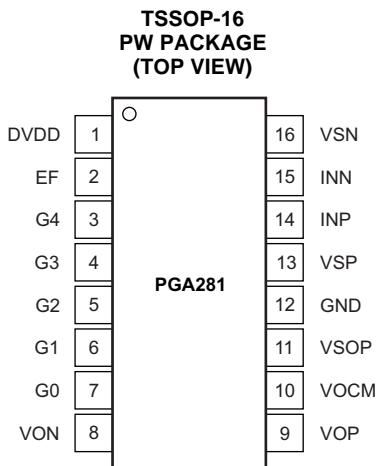 TSSOP-16
PW PACKAGE
(TOP VIEW)
DVDD 1 16 VSN
EF 2 15 INN
G4 3 14 INP
G3 4 13 VSP
PGA281
G2 5 12 GND
G1 6 11 VSOP
G0 7 10 VOCM
VON 8 9 VOP